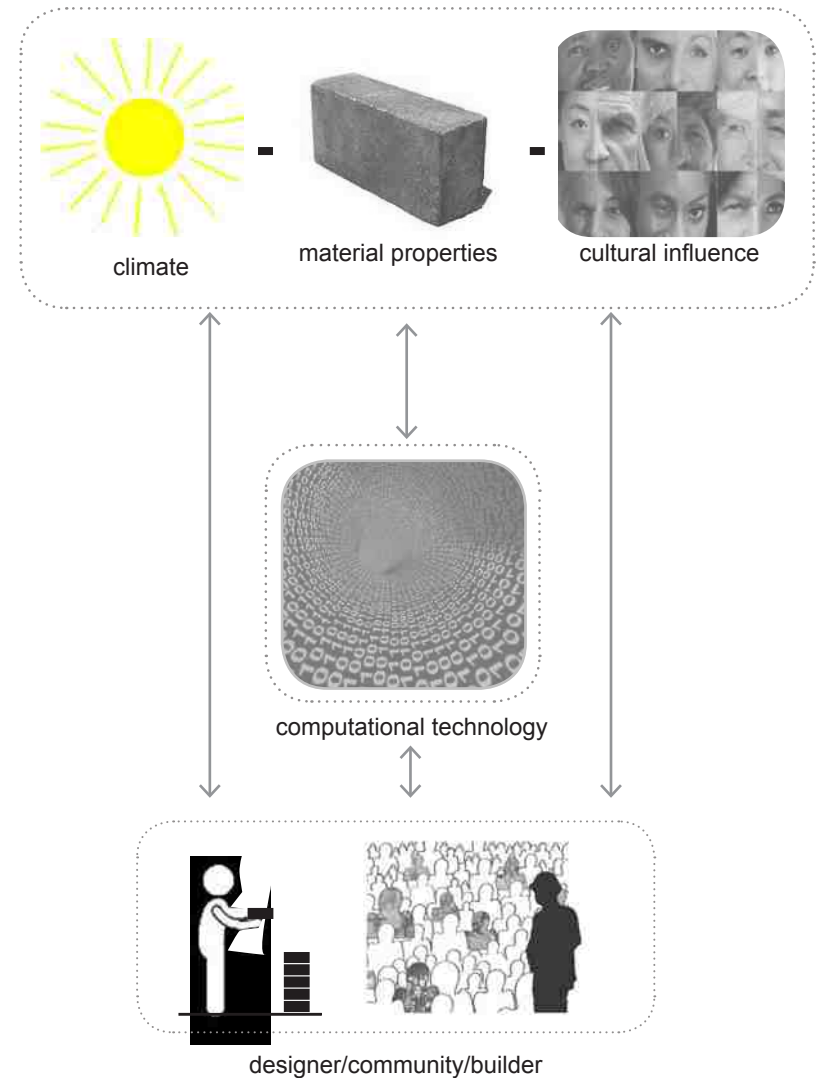 climate
material properties
cultural influence
computational technology
designer/community/builder